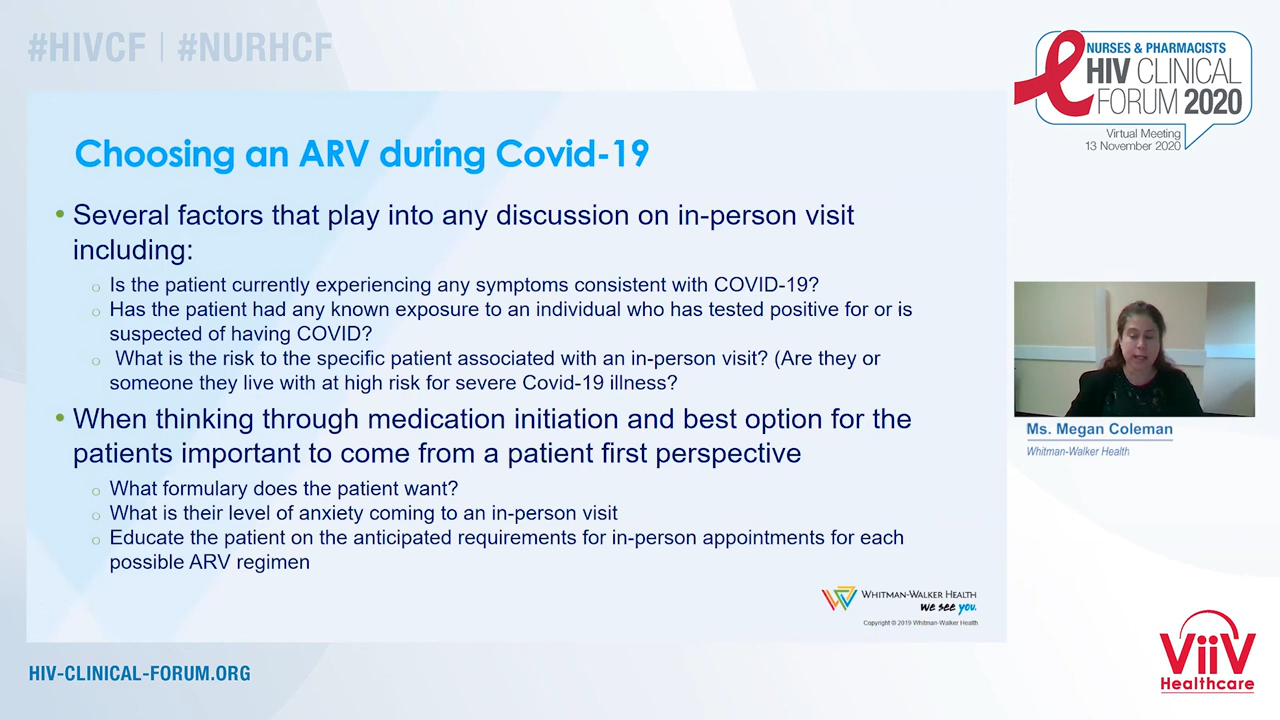 #HIVCF | #NURHCF
NURSES & PHARMACISTS
HIV CLINICAL
FORUM 2020
Virtual Meeting
13 November 2020
Choosing an ARV during Covid-19
• Several factors that play into any discussion on in-person visit
including:
o Is the patient currently experiencing any symptoms consistent with COVID-19?
o Has the patient had any known exposure to an individual who has tested positive for or is
suspected of having COVID?
o What is the risk to the specific patient associated with an in-person visit? (Are they or
someone they live with at high risk for severe Covid-19 illness?
• When thinking through medication initiation and best option for the
patients important to come from a patient first perspective
o What formulary does the patient want?
o What is their level of anxiety coming to an in-person visit
o Educate the patient on the anticipated requirements for in-person appointments for each
possible ARV regimen
WHITMAN-WALKER HEALTH
we see you.
Copyright © 2019 Whitman-Walker Health
Ms. Megan Coleman
Whitman-Walker Health
HIV-CLINICAL-FORUM.ORG
ViiV
Healthcare